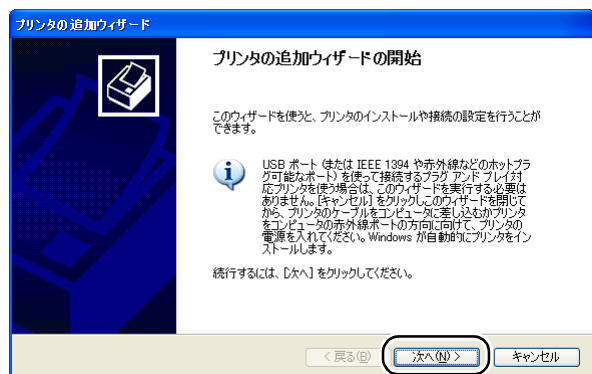 プリンタの追加ウィザード
プリンタの追加ウィザードの開始
このウィザードを使うと、プリンタのインストールや接続の設定を行うことが
できます。
USB ポート (または IEEE 1394 や赤外線などのホットプラ
グ可能なポート) を使って接続するプラグ アンド プレイ対
応プリンタを使う場合は、このウィザードを実行する必要は
ありません。[キャンセル] をクリックしこのウィザードを閉じて
から、プリンタのケーブルをコンピュータに差し込むかプリンタ
をコンピュータの赤外線ポートの方向に向けて、プリンタの
電源を入れてください。Windows が自動的にプリンタをイン
ストールします。
続行するには、[次へ] をクリックしてください。
< 戻る(B)
次へ(N) >
キャンセル